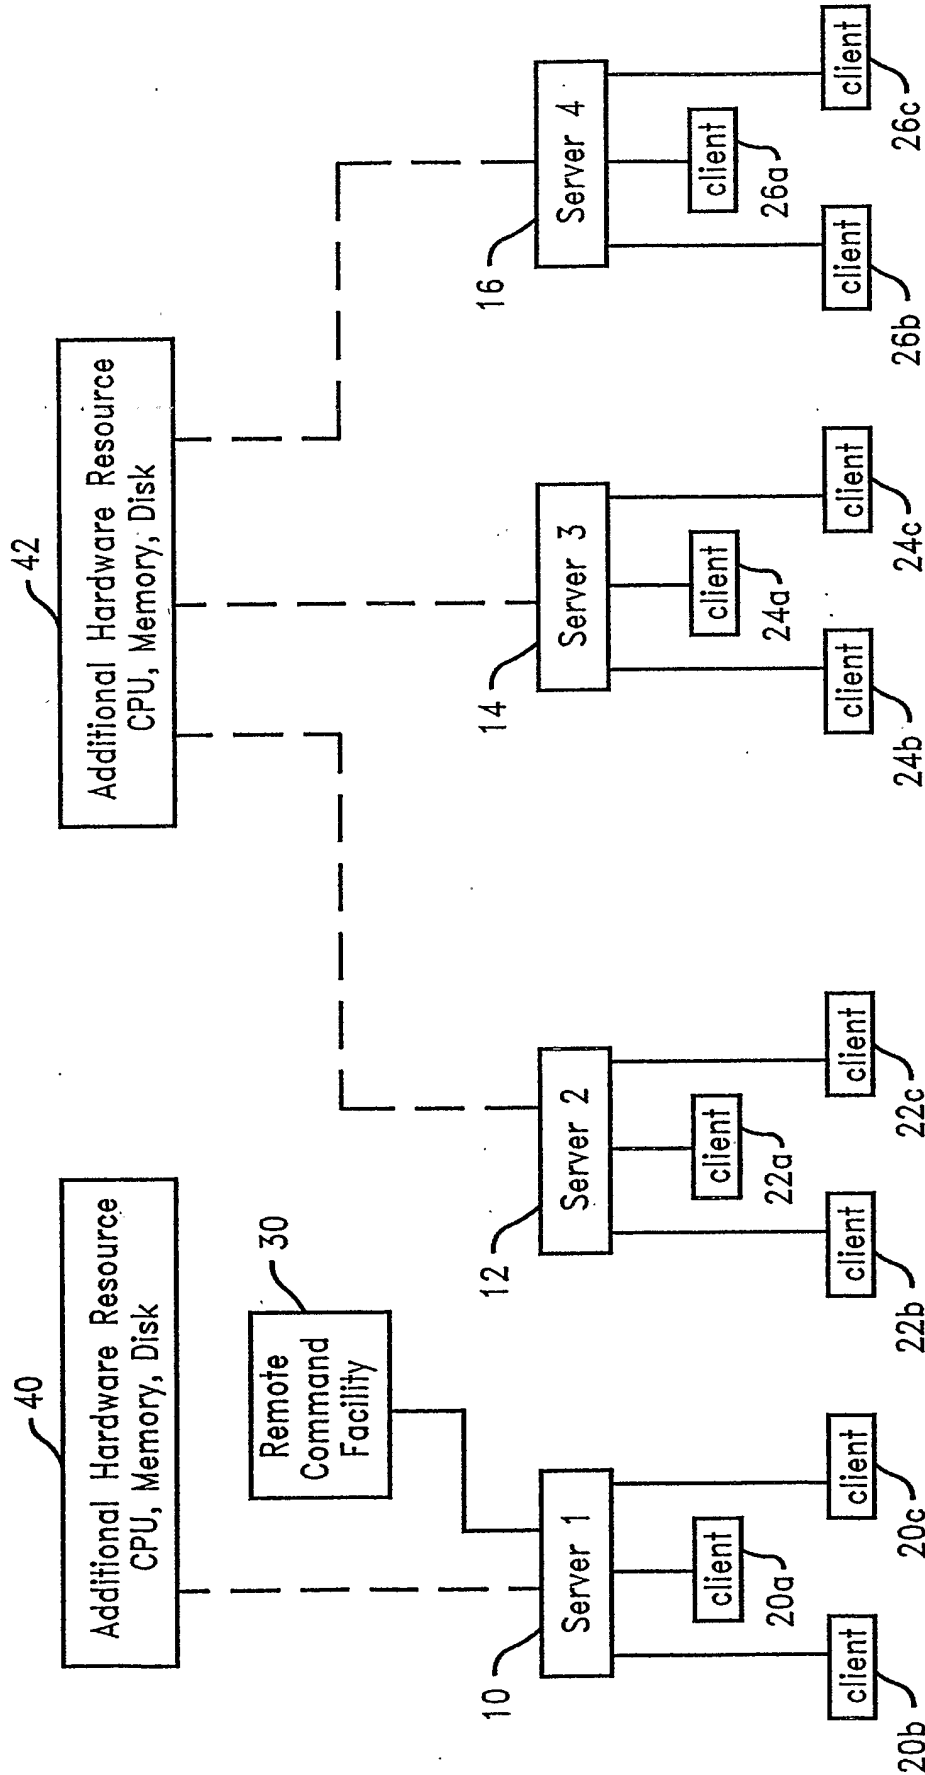 40
Additional Hardware Resource
CPU, Memory, Disk
42
Additional Hardware Resource
CPU, Memory, Disk
30
Remote
Command
Facility
10
Server 1
12
Server 2
14
Server 3
16
Server 4
client
20a
client
22a
client
24a
client
26a
client
20b
client
20c
client
22b
client
22c
client
24b
client
24c
client
26b
client
26c